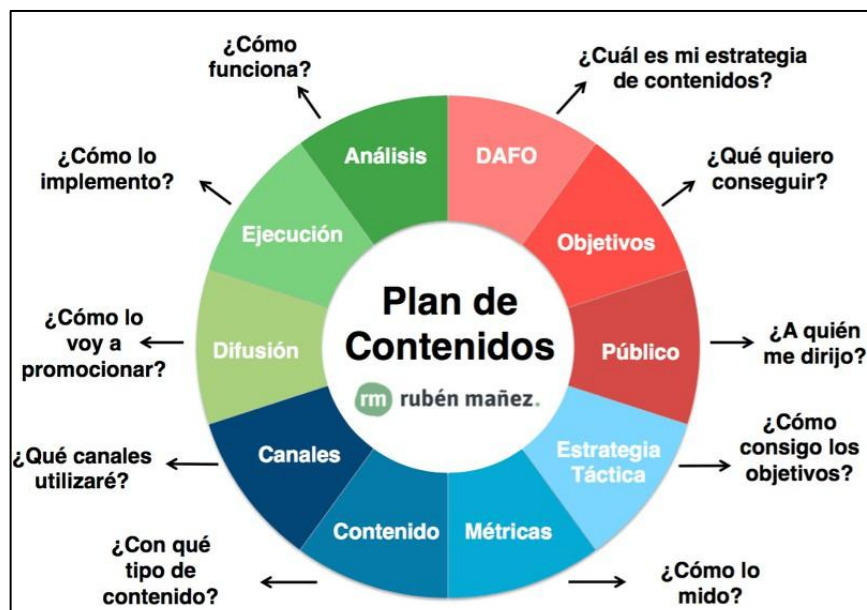 ¿Cómo
funciona?
¿Cuál es mi estrategia
de contenidos?
¿Cómo lo
implemento?
Análisis
DAFO
¿Qué quiero
conseguir?
Ejecución
Objetivos
Plan de
Contenidos
rm rubén mañez.
¿Cómo lo
voy a
promocionar?
Difusión
Público
¿A quién
me dirijo?
¿Qué canales
utilizaré?
Canales
Estrategia
Táctica
¿Cómo
consigo los
objetivos?
Contenido
Métricas
¿Con qué
tipo de
contenido?
¿Cómo lo
mido?